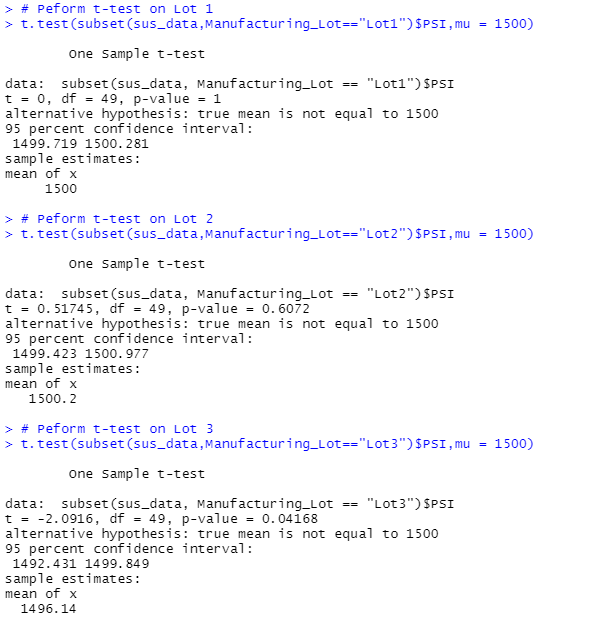 > # Peform t-test on Lot 1
> t.test(subset(sus_data,Manufacturing_Lot=="Lot1")$PSI,mu = 1500)
One Sample t-test
data:  subset(sus_data, Manufacturing_Lot == "Lot1")$PSI
t = 0, df = 49, p-value = 1
alternative hypothesis: true mean is not equal to 1500
95 percent confidence interval:
1499.719 1500.281
sample estimates:
mean of x
1500
> # Peform t-test on Lot 2
> t.test(subset(sus_data,Manufacturing_Lot=="Lot2")$PSI,mu = 1500)
One Sample t-test
data:  subset(sus_data, Manufacturing_Lot == "Lot2")$PSI
t = 0.51745, df = 49, p-value = 0.6072
alternative hypothesis: true mean is not equal to 1500
95 percent confidence interval:
1499.423 1500.977
sample estimates:
mean of x
1500.2
> # Peform t-test on Lot 3
> t.test(subset(sus_data,Manufacturing_Lot=="Lot3")$PSI,mu = 1500)
One Sample t-test
data:  subset(sus_data, Manufacturing_Lot == "Lot3")$PSI
t = -2.0916, df = 49, p-value = 0.04168
alternative hypothesis: true mean is not equal to 1500
95 percent confidence interval:
1492.431 1499.849
sample estimates:
mean of x
1496.14